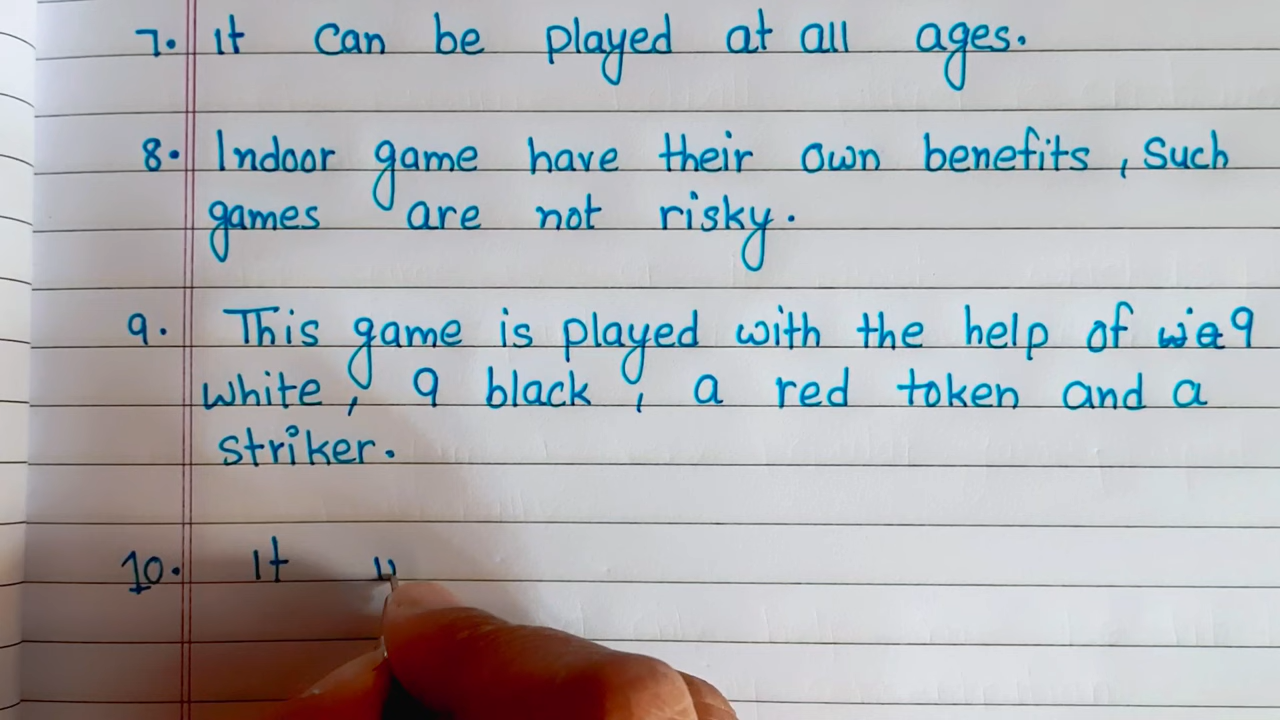 7. It can be played at all ages.
8. Indoor game have their own benefits, Such
games are not risky.
9. This game is played with the help of 9
white, 9 black, a red token and a
striker.
10. It